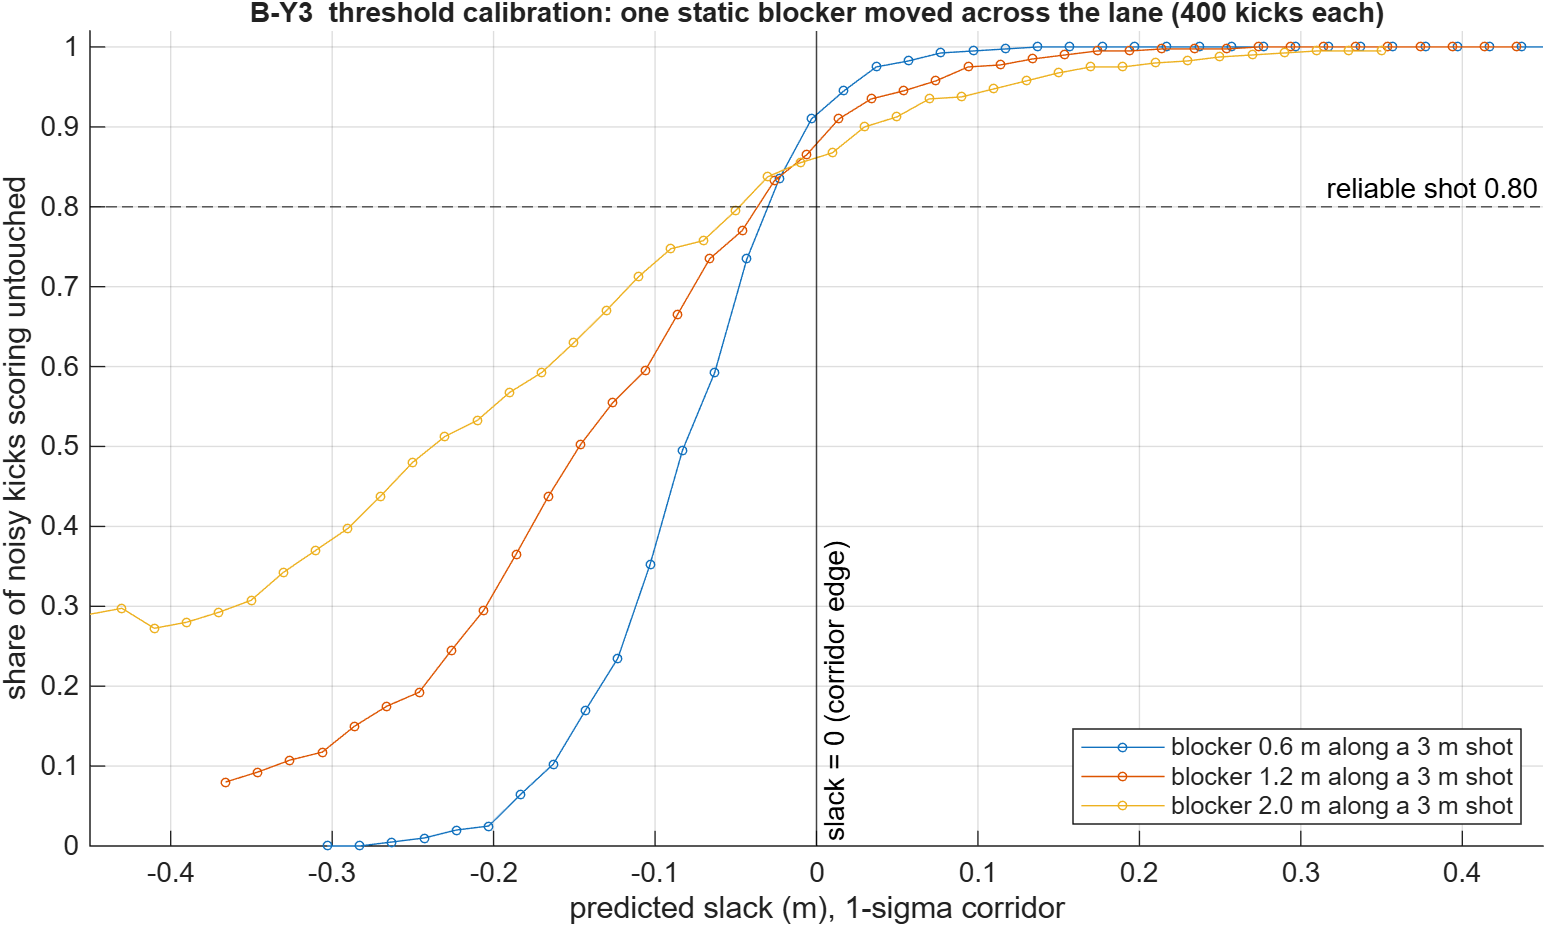 B-Y3  threshold calibration: one static blocker moved across the lane (400 kicks each)
share of noisy kicks scoring untouched
1
0.9
0.8
0.7
0.6
0.5
0.4
0.3
0.2
0.1
0
reliable shot 0.80
slack = 0 (corridor edge)
blocker 0.6 m along a 3 m shot
blocker 1.2 m along a 3 m shot
blocker 2.0 m along a 3 m shot
-0.4
-0.3
-0.2
-0.1
0
0.1
0.2
0.3
0.4
predicted slack (m), 1-sigma corridor